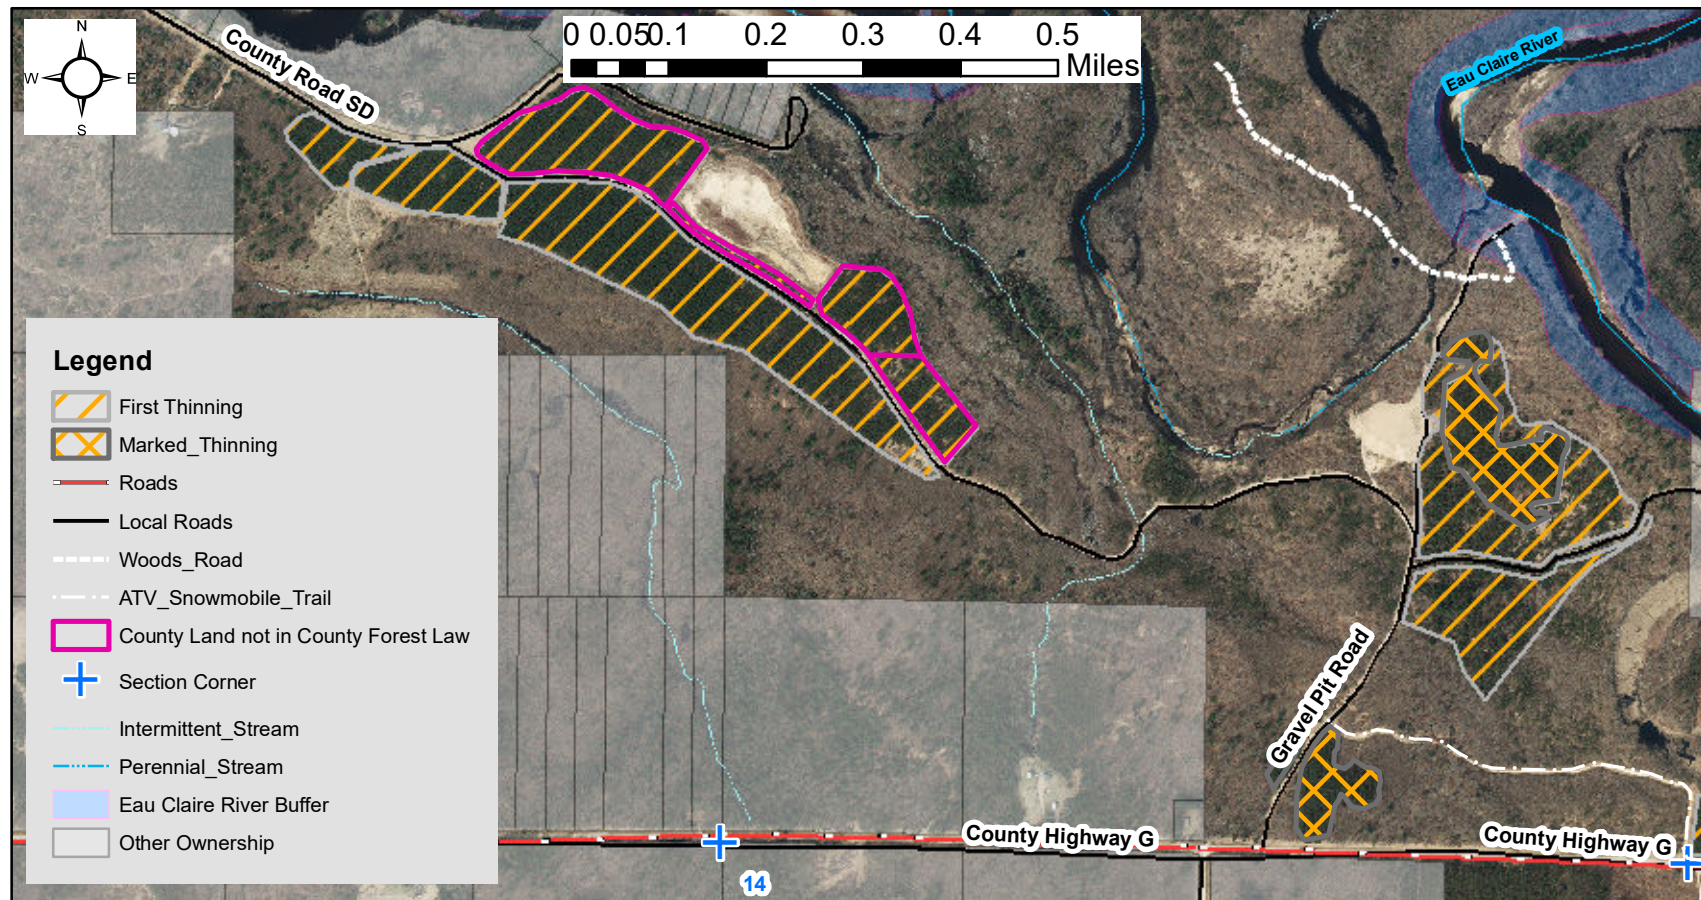 N
W E
S
County Road SD
0 0.05 0.1 0.2 0.3 0.4 0.5
Miles
Eau Claire River
Legend
First Thinning
Marked_Thinning
Roads
Local Roads
Woods_Road
ATV_Snowmobile_Trail
County Land not in County Forest Law
Section Corner
Intermittent_Stream
Perennial_Stream
Eau Claire River Buffer
Other Ownership
Gravel Pit Road
County Highway G
County Highway G
14